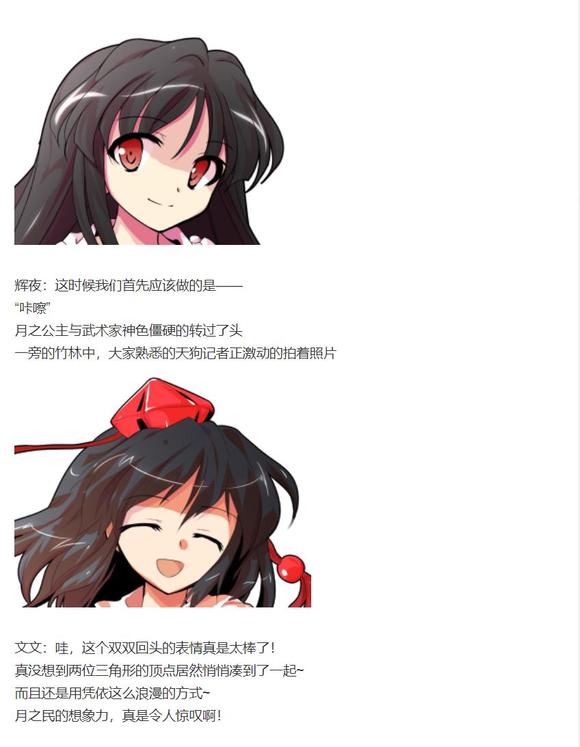 辉夜：这时候我们首先应该做的是——
“咔嚓”
月之公主与武术家神色僵硬的转过了头
一旁的竹林中，大家熟悉的天狗记者正激动的拍着照片
文文：哇，这个双双回头的表情真是太棒了！
真没想到两位三角形的顶点居然悄悄凑到了一起~
而且还是用凭依这么浪漫的方式~
月之民的想象力，真是令人惊叹啊！